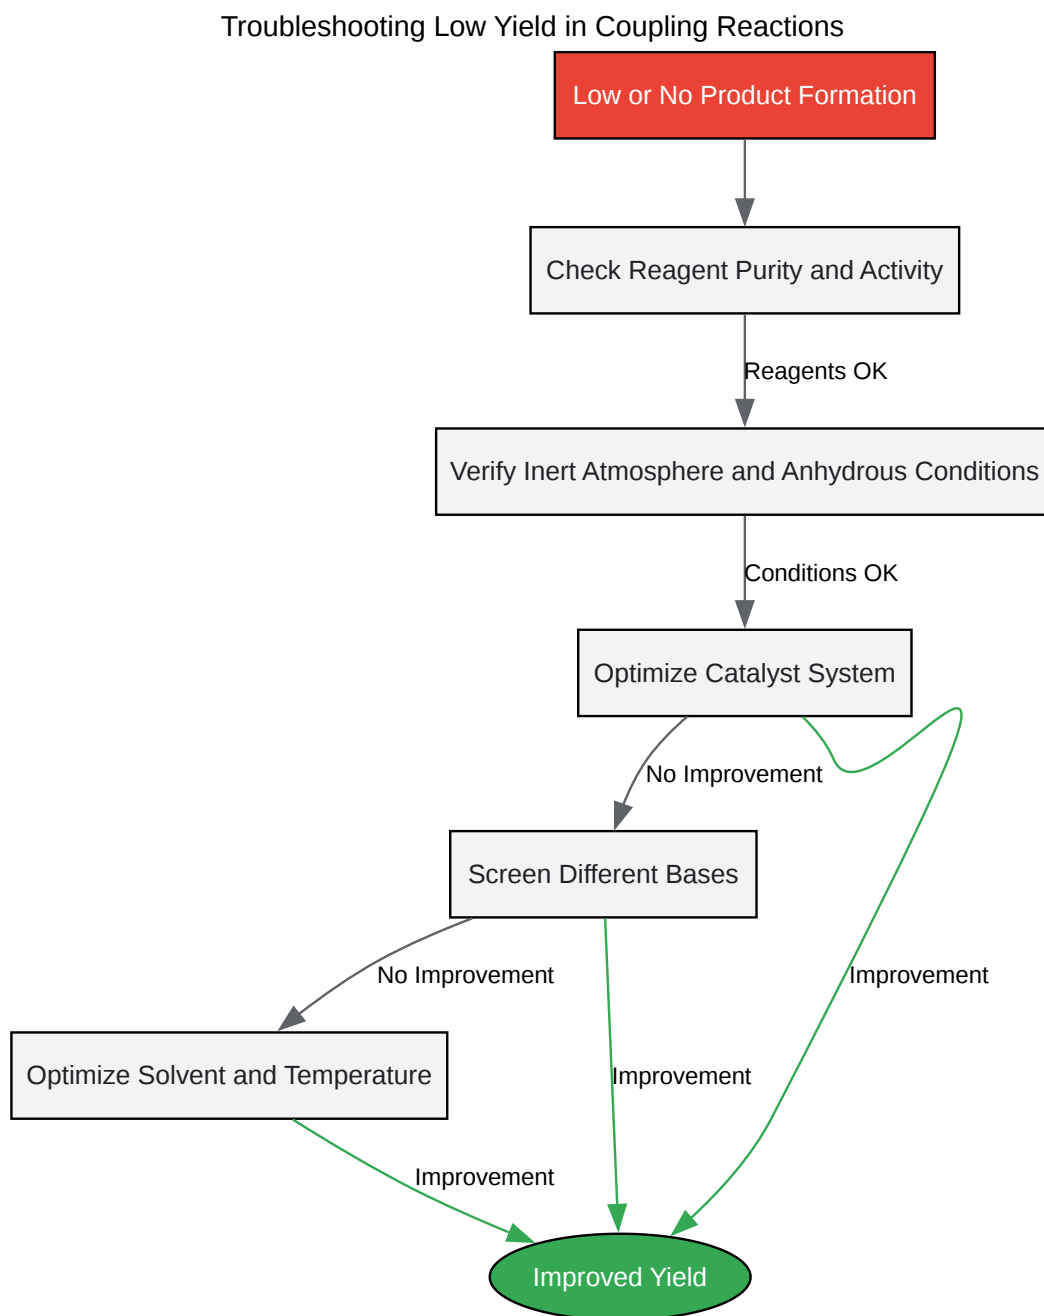 Troubleshooting Low Yield in Coupling Reactions
Low or No Product Formation
Check Reagent Purity and Activity
Reagents OK
Verify Inert Atmosphere and Anhydrous Conditions
Conditions OK
Optimize Catalyst System
No Improvement
Screen Different Bases
No Improvement
Improvement
Optimize Solvent and Temperature
Improvement
Improvement
Improved Yield